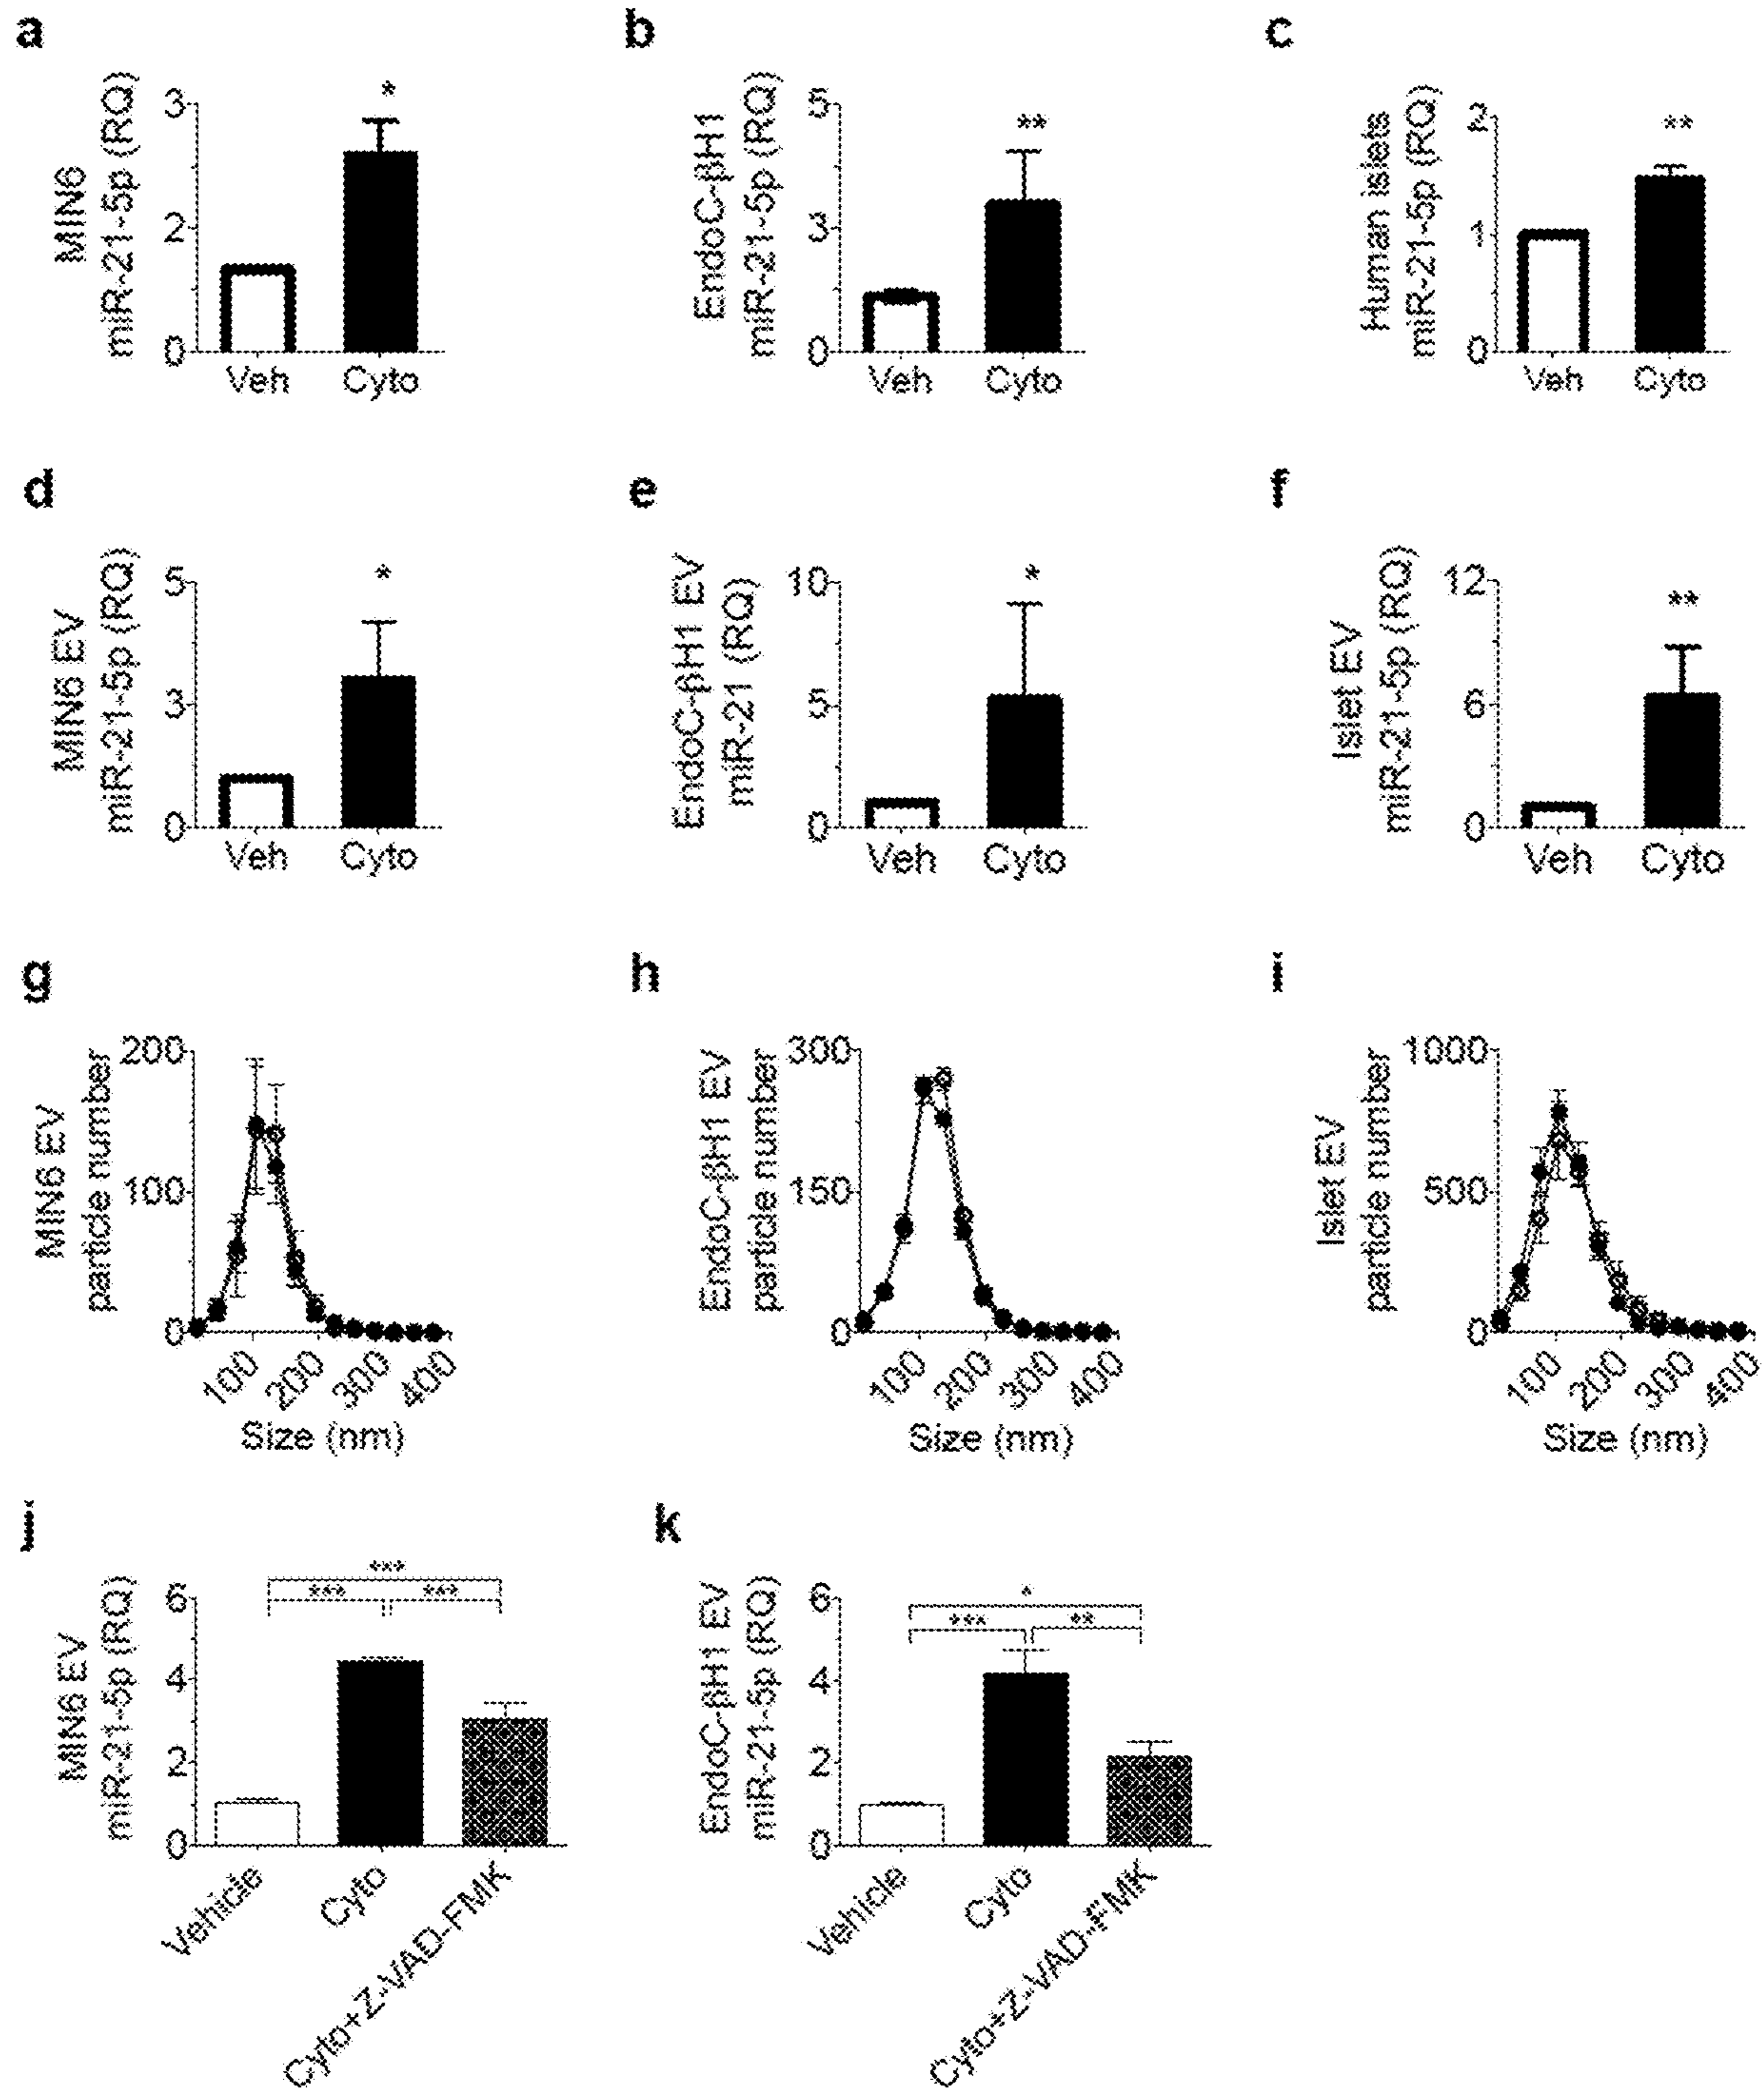 a
MIN6
miR-21-5p (RQ)
3
2
0
*
Veh
Cyto
b
EndoC-βH1
miR-21-5p (RQ)
5
3
0
**
Veh
Cyto
c
Human islets
miR-21-5p (RQ)
2
1
0
**
Veh
Cyto
d
MIN6 EV
miR-21-5p (RQ)
5
3
0
*
Veh
Cyto
e
EndoC-βH1 EV
miR-21 (RQ)
10
5
0
*
Veh
Cyto
f
Islet EV
miR-21-5p (RQ)
12
6
0
**
Veh
Cyto
g
MIN6 EV
particle number
200
100
0
100
200
300
400
Size (nm)
h
EndoC-βH1 EV
particle number
300
150
0
100
200
300
400
Size (nm)
i
Islet EV
particle number
1000
500
0
100
200
300
400
Size (nm)
j
MIN6 EV
miR-21-5p (RQ)
6
4
2
0
***
***
***
Vehicle
Cyto
Cyto+Z-VAD-FMK
k
EndoC-βH1 EV
miR-21-5p (RQ)
6
4
2
0
*
***
**
Vehicle
Cyto
Cyto+Z-VAD-FMK